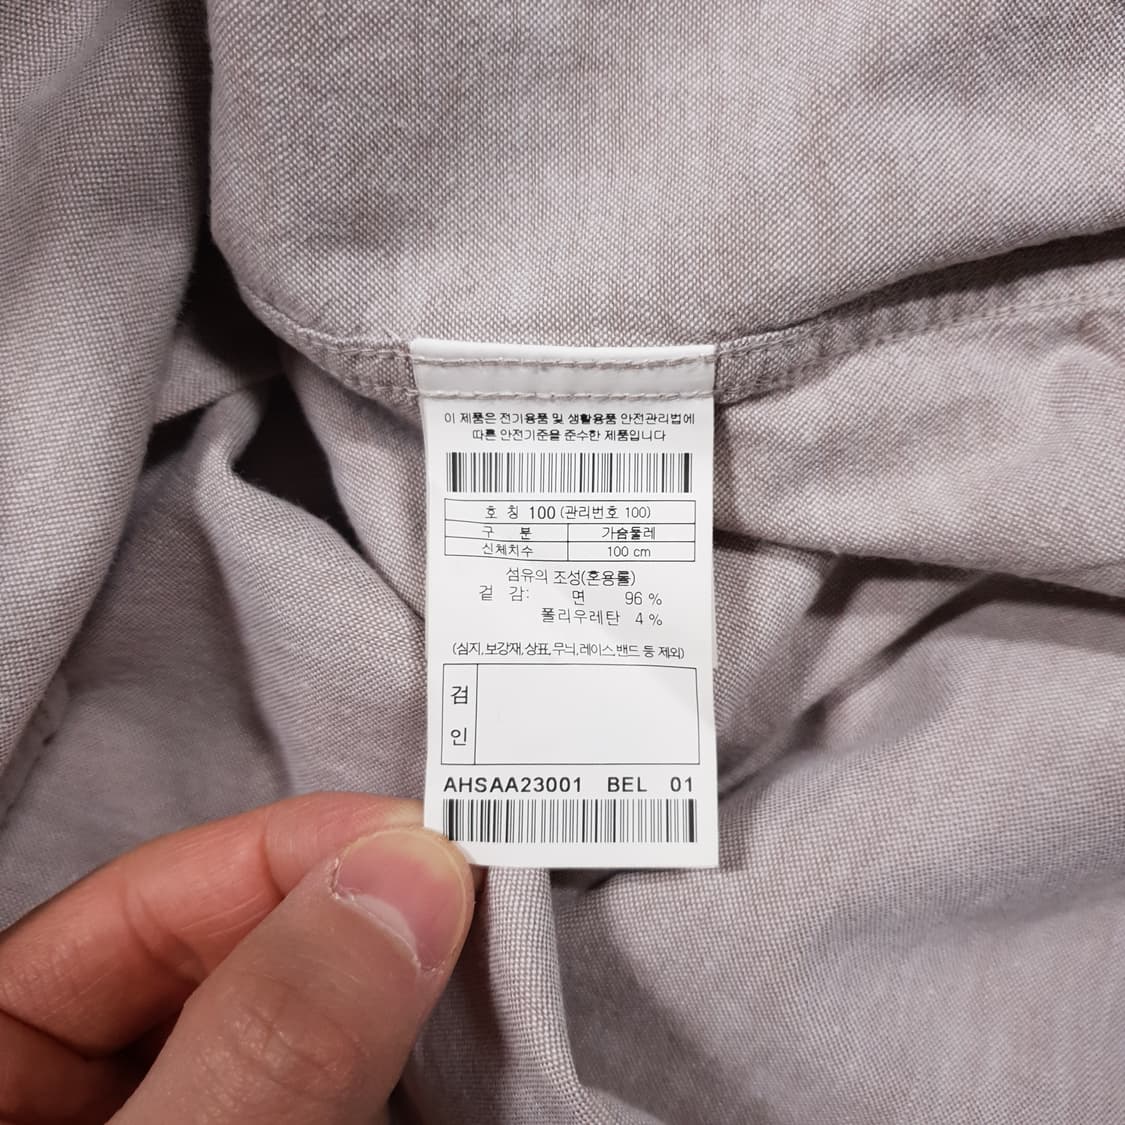 이 제품은 전기용품 및 생활용품 안전관리법에
따른 안전기준을 준수한 제품입니다
호 칭 100 (관리번호 100)
구 분 가슴둘레
신체치수 100 cm
섬유의 조성(혼용률)
겉 감: 면 96 %
폴리우레탄 4 %
(심지,보강재,상표,무늬,레이스,밴드 등 제외)
검
인
AHSAA23001 BEL 01